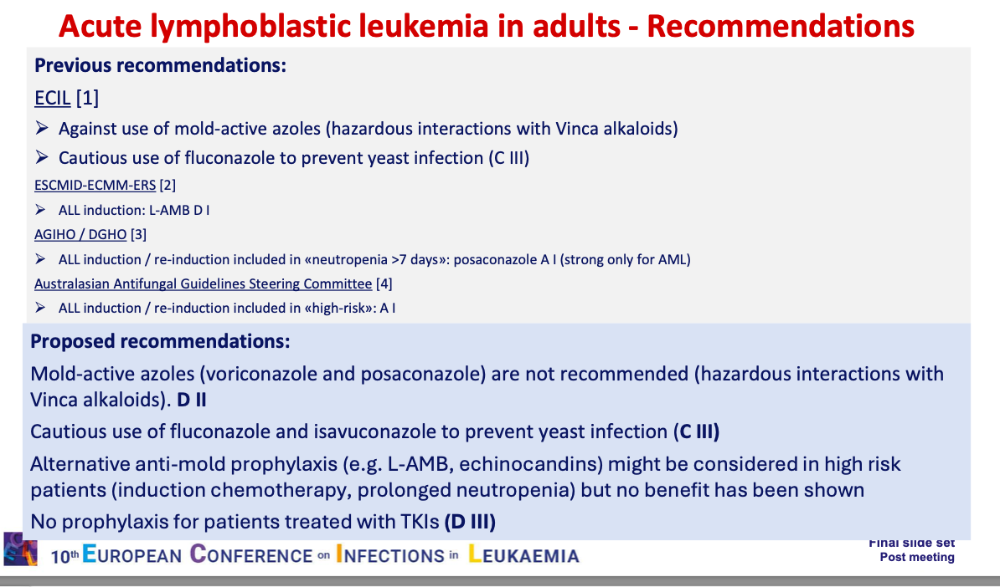 Acute lymphoblastic leukemia in adults - Recommendations
Previous recommendations:
ECIL [1]
➢ Against use of mold-active azoles (hazardous interactions with Vinca alkaloids)
➢ Cautious use of fluconazole to prevent yeast infection (C III)
ESCMID-ECMM-ERS [2]
➢ ALL induction: L-AMB D I
AGIHO / DGHO [3]
➢ ALL induction / re-induction included in «neutropenia >7 days»: posaconazole A I (strong only for AML)
Australasian Antifungal Guidelines Steering Committee [4]
➢ ALL induction / re-induction included in «high-risk»: A I
Proposed recommendations:
Mold-active azoles (voriconazole and posaconazole) are not recommended (hazardous interactions with
Vinca alkaloids). D II
Cautious use of fluconazole and isavuconazole to prevent yeast infection (C III)
Alternative anti-mold prophylaxis (e.g. L-AMB, echinocandins) might be considered in high risk
patients (induction chemotherapy, prolonged neutropenia) but no benefit has been shown
No prophylaxis for patients treated with TKIs (D III)
10th EUROPEAN CONFERENCE on INFECTIONS in LEUKAEMIA
Final slide set
Post meeting